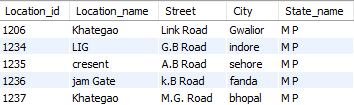 Location_id Location_name Street City State_name
1206 Khategao Link Road Gwalior M P
1234 LIG G.B Road indore M P
1235 cresent A.B Road sehore M P
1236 jam Gate k.B Road fanda M P
1237 Khategao M.G. Road bhopal M P